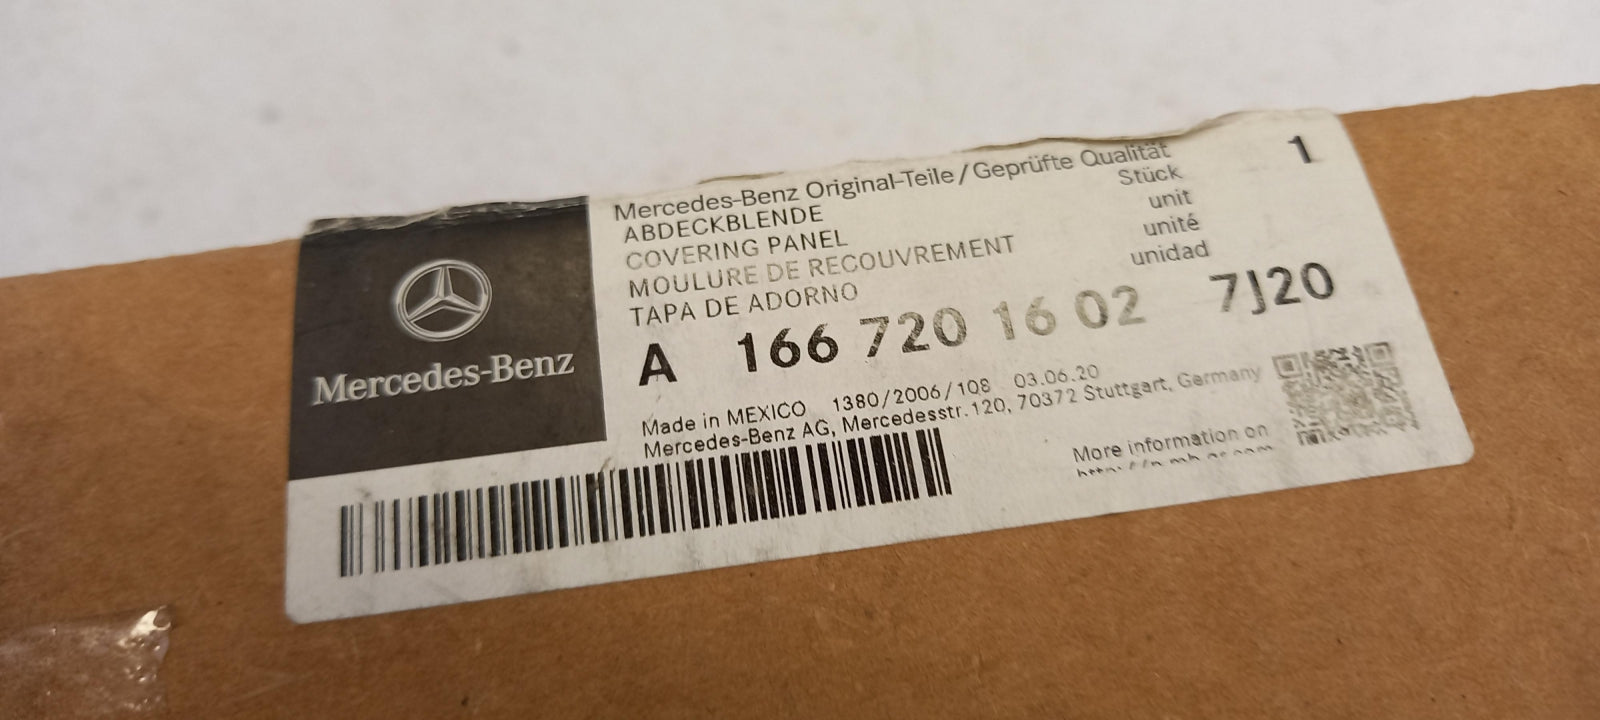 Mercedes-Benz
Mercedes-Benz Original-Teile/Geprüfte Qualität
ABDECKBLENDE
COVERING PANEL
MOULURE DE RECOUVREMENT
TAPA DE ADORNO
Stück
unit
unité
unidad
1
A 166 720 16 02 7J20
Made in MEXICO 1380/2006/108 03.06.20
Mercedes-Benz AG, Mercedesstr.120, 70372 Stuttgart, Germany
More information on